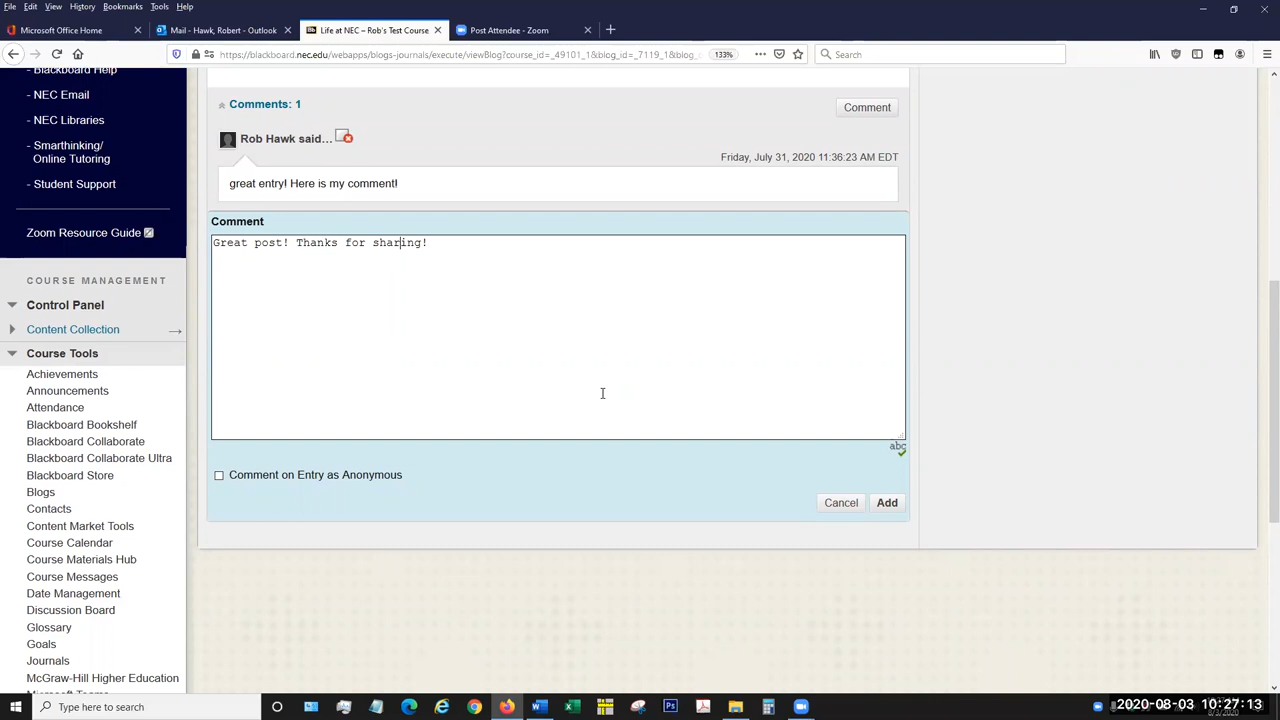 File Edit View History Bookmarks Tools Help
Microsoft Office Home
Mail - Hawk, Robert - Outlook
Life at NEC – Rob's Test Course
Post Attendee - Zoom
https://blackboard.nec.edu/webapps/blogs-journals/execute/viewBlog?course_id=_49101_1&blog_id=_7119_1&blog_
133%
Search
Blackboard Help
- NEC Email
- NEC Libraries
- Smarthinking/
Online Tutoring
- Student Support
Zoom Resource Guide
COURSE MANAGEMENT
Control Panel
Content Collection
Course Tools
Achievements
Announcements
Attendance
Blackboard Bookshelf
Blackboard Collaborate
Blackboard Collaborate Ultra
Blackboard Store
Blogs
Contacts
Content Market Tools
Course Calendar
Course Materials Hub
Course Messages
Date Management
Discussion Board
Glossary
Goals
Journals
McGraw-Hill Higher Education
Comments: 1
Comment
Rob Hawk said...
Friday, July 31, 2020 11:36:23 AM EDT
great entry! Here is my comment!
Comment
Great post! Thanks for sharing!
abc
Comment on Entry as Anonymous
Cancel
Add
Type here to search
2020-08-03 10:27:13